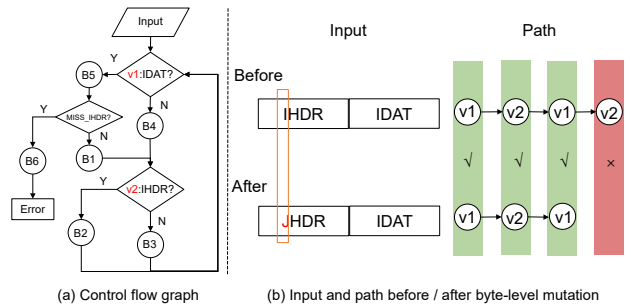 Input
Y
v1:IDAT?
B5
N
Y
MISS_IHDR?
B4
N
B6
B1
Y
v2:IHDR?
Error
N
B2
B3
(a) Control flow graph
Input
Path
Before
IHDR
IDAT
v1
v2
v1
v2
√
√
√
×
After
JHDR
IDAT
v1
v2
v1
(b) Input and path before / after byte-level mutation